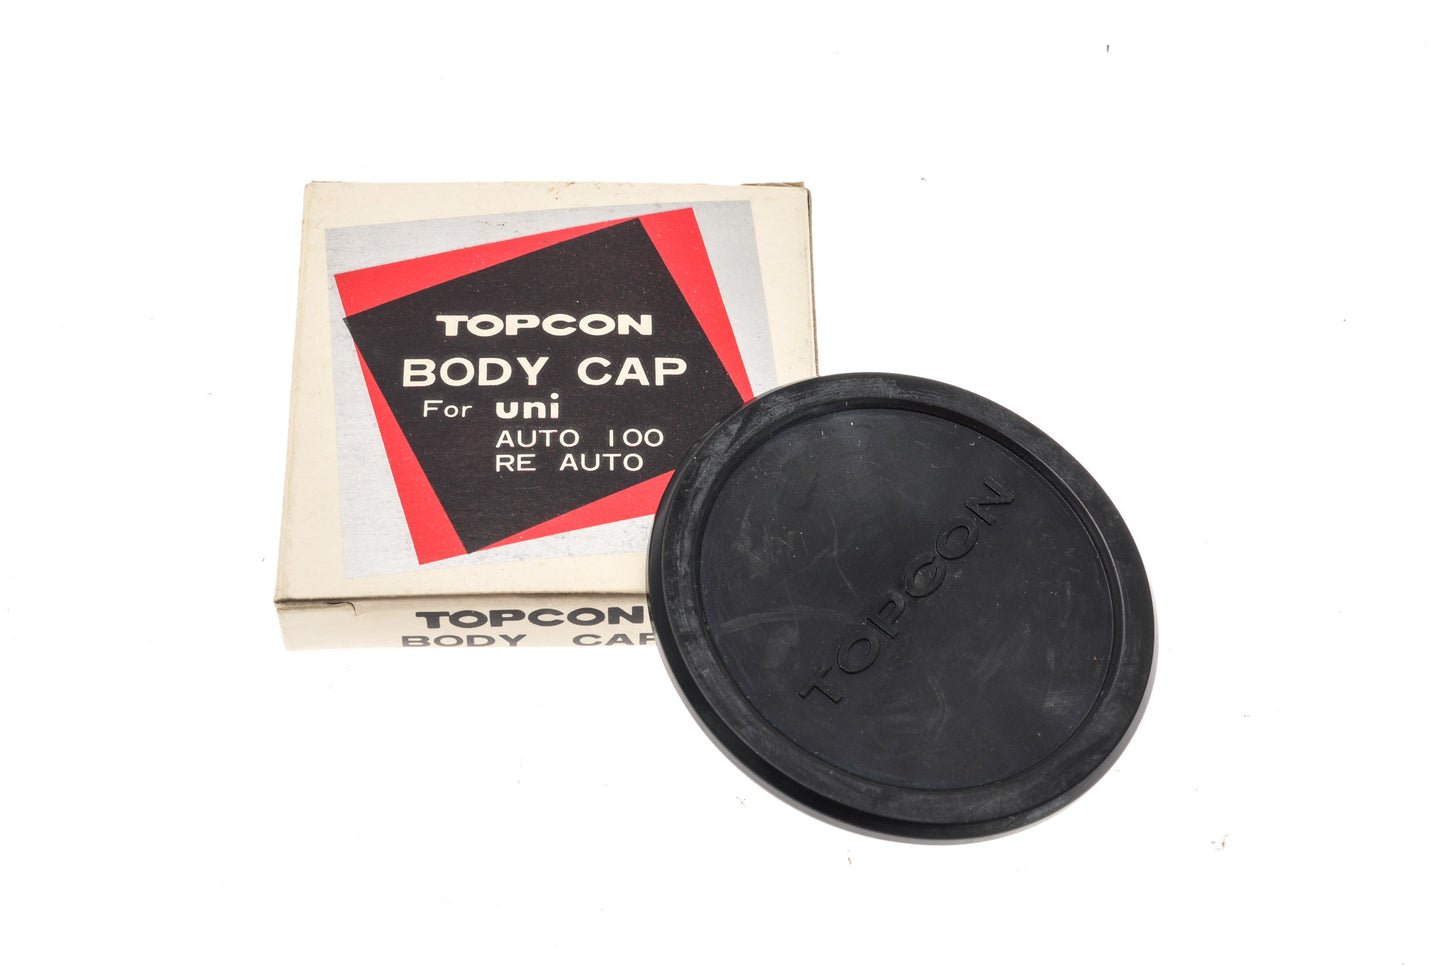 TOPCON
BODY CAP
For uni
AUTO 100
RE AUTO
TOPCON
BODY CAP
TOPCON